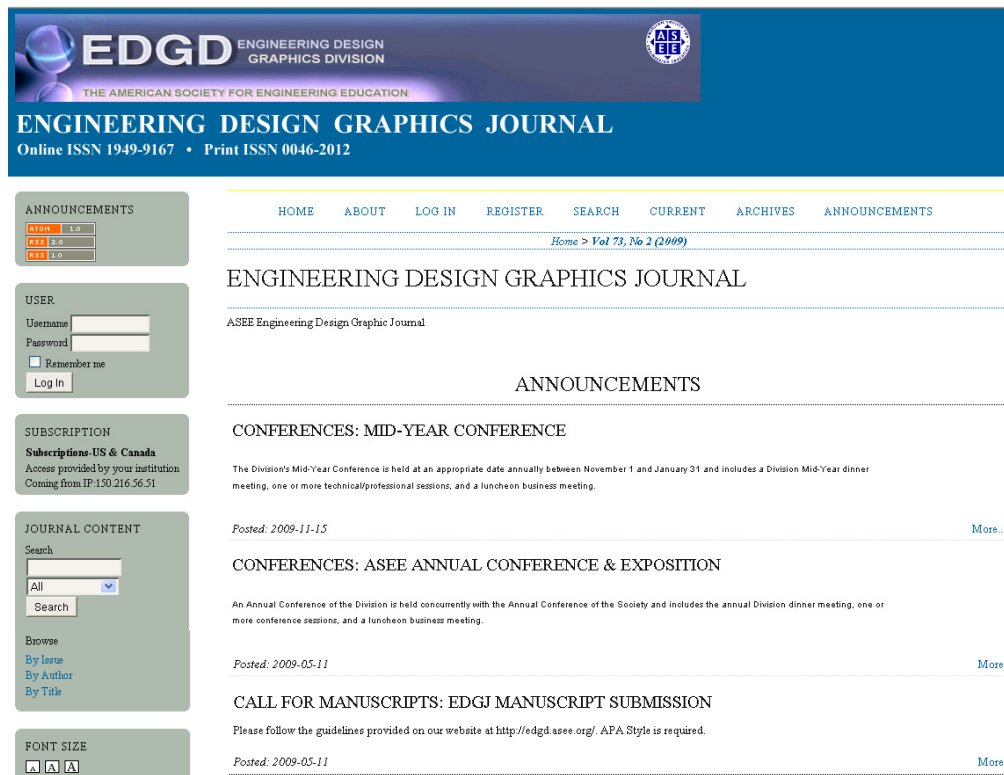 EDGD ENGINEERING DESIGN
GRAPHICS DIVISION
A S
E E
THE AMERICAN SOCIETY FOR ENGINEERING EDUCATION
ENGINEERING DESIGN GRAPHICS JOURNAL
Online ISSN 1949-9167 • Print ISSN 0046-2012
ANNOUNCEMENTS
ATOM 1.0
RSS 2.0
RSS 1.0
USER
Username
Password
Remember me
Log In
SUBSCRIPTION
Subscriptions-US & Canada
Access provided by your institution
Coming from IP:150.216.56.51
JOURNAL CONTENT
Search
All
Search
Browse
By Issue
By Author
By Title
FONT SIZE
A A A
HOME ABOUT LOG IN REGISTER SEARCH CURRENT ARCHIVES ANNOUNCEMENTS
Home > Vol 73, No 2 (2009)
ENGINEERING DESIGN GRAPHICS JOURNAL
ASEE Engineering Design Graphic Journal
ANNOUNCEMENTS
CONFERENCES: MID-YEAR CONFERENCE
The Division's Mid-Year Conference is held at an appropriate date annually between November 1 and January 31 and includes a Division Mid-Year dinner
meeting, one or more technical/professional sessions, and a luncheon business meeting.
Posted: 2009-11-15 More...
CONFERENCES: ASEE ANNUAL CONFERENCE & EXPOSITION
An Annual Conference of the Division is held concurrently with the Annual Conference of the Society and includes the annual Division dinner meeting, one or
more conference sessions, and a luncheon business meeting.
Posted: 2009-05-11 More
CALL FOR MANUSCRIPTS: EDGJ MANUSCRIPT SUBMISSION
Please follow the guidelines provided on our website at http://edgd.asee.org/. APA Style is required.
Posted: 2009-05-11 More